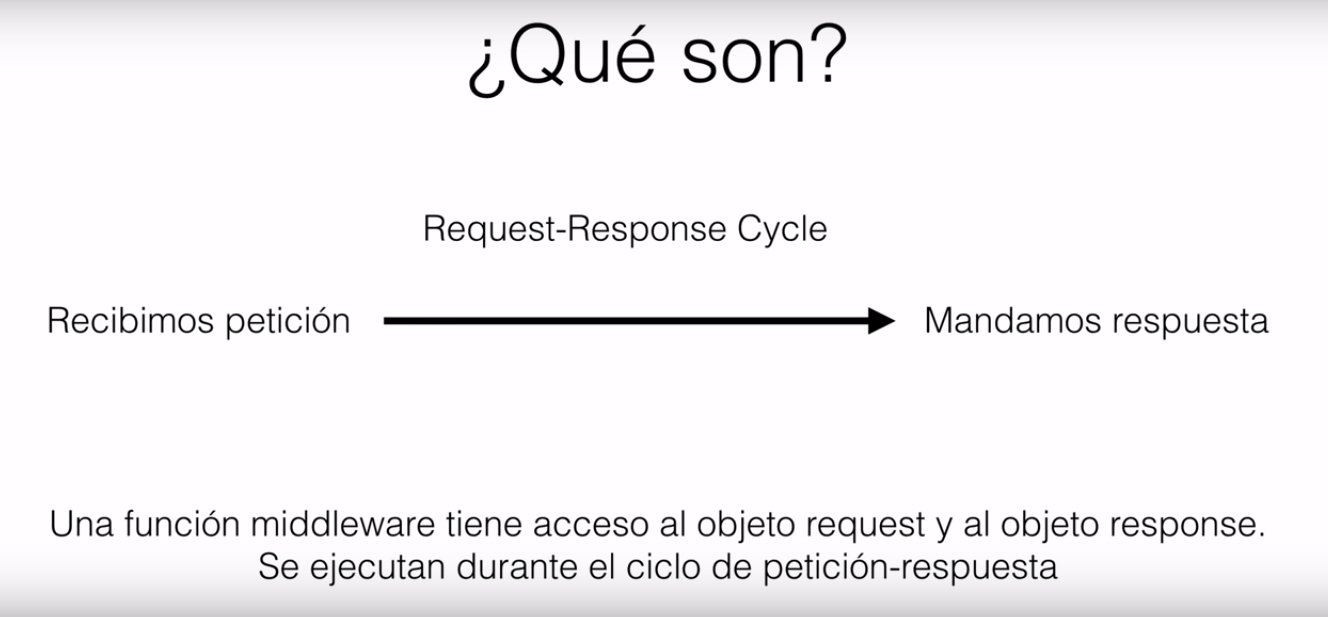 ¿Qué son?
Request-Response Cycle
Recibimos petición
Mandamos respuesta
Una función middleware tiene acceso al objeto request y al objeto response.
Se ejecutan durante el ciclo de petición-respuesta